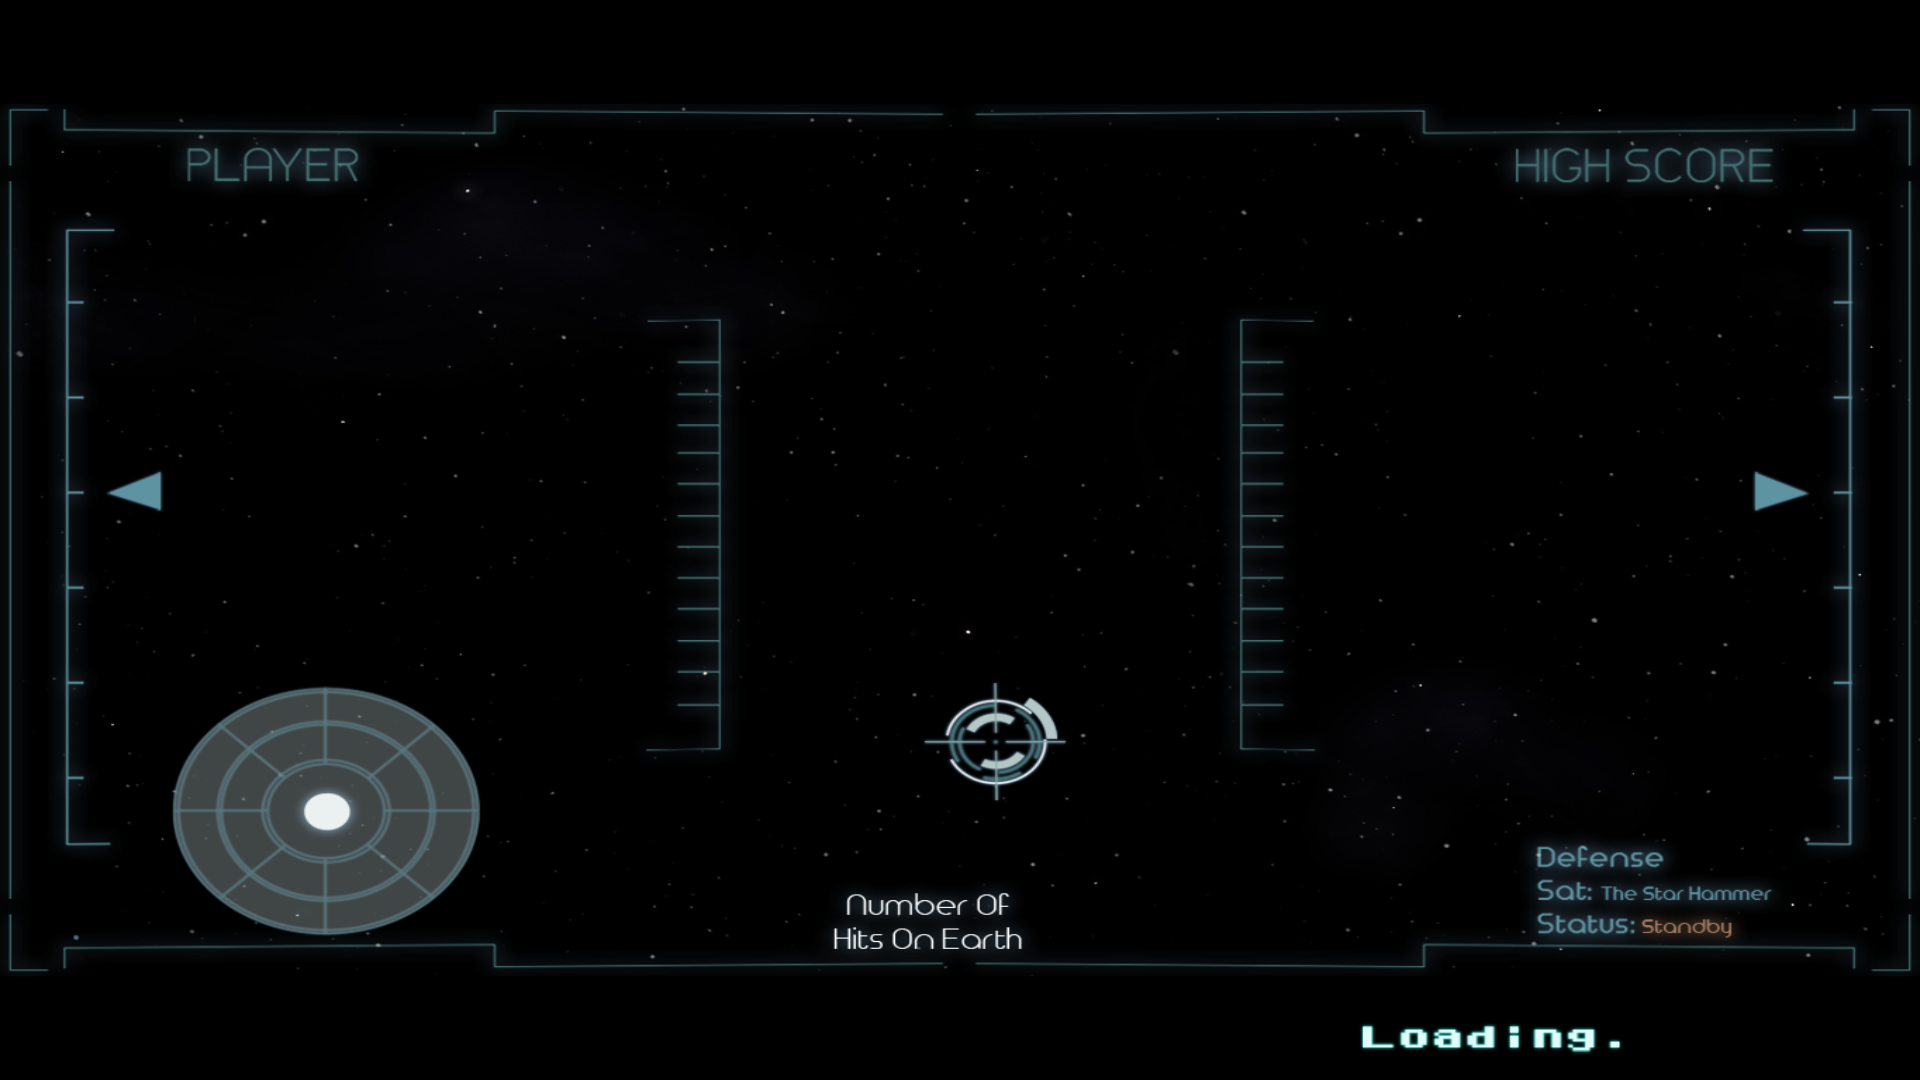 PLAYER
HIGH SCORE
Number Of
Hits On Earth
Defense
Sat: The Star Hammer
Status: Standby
Loading.